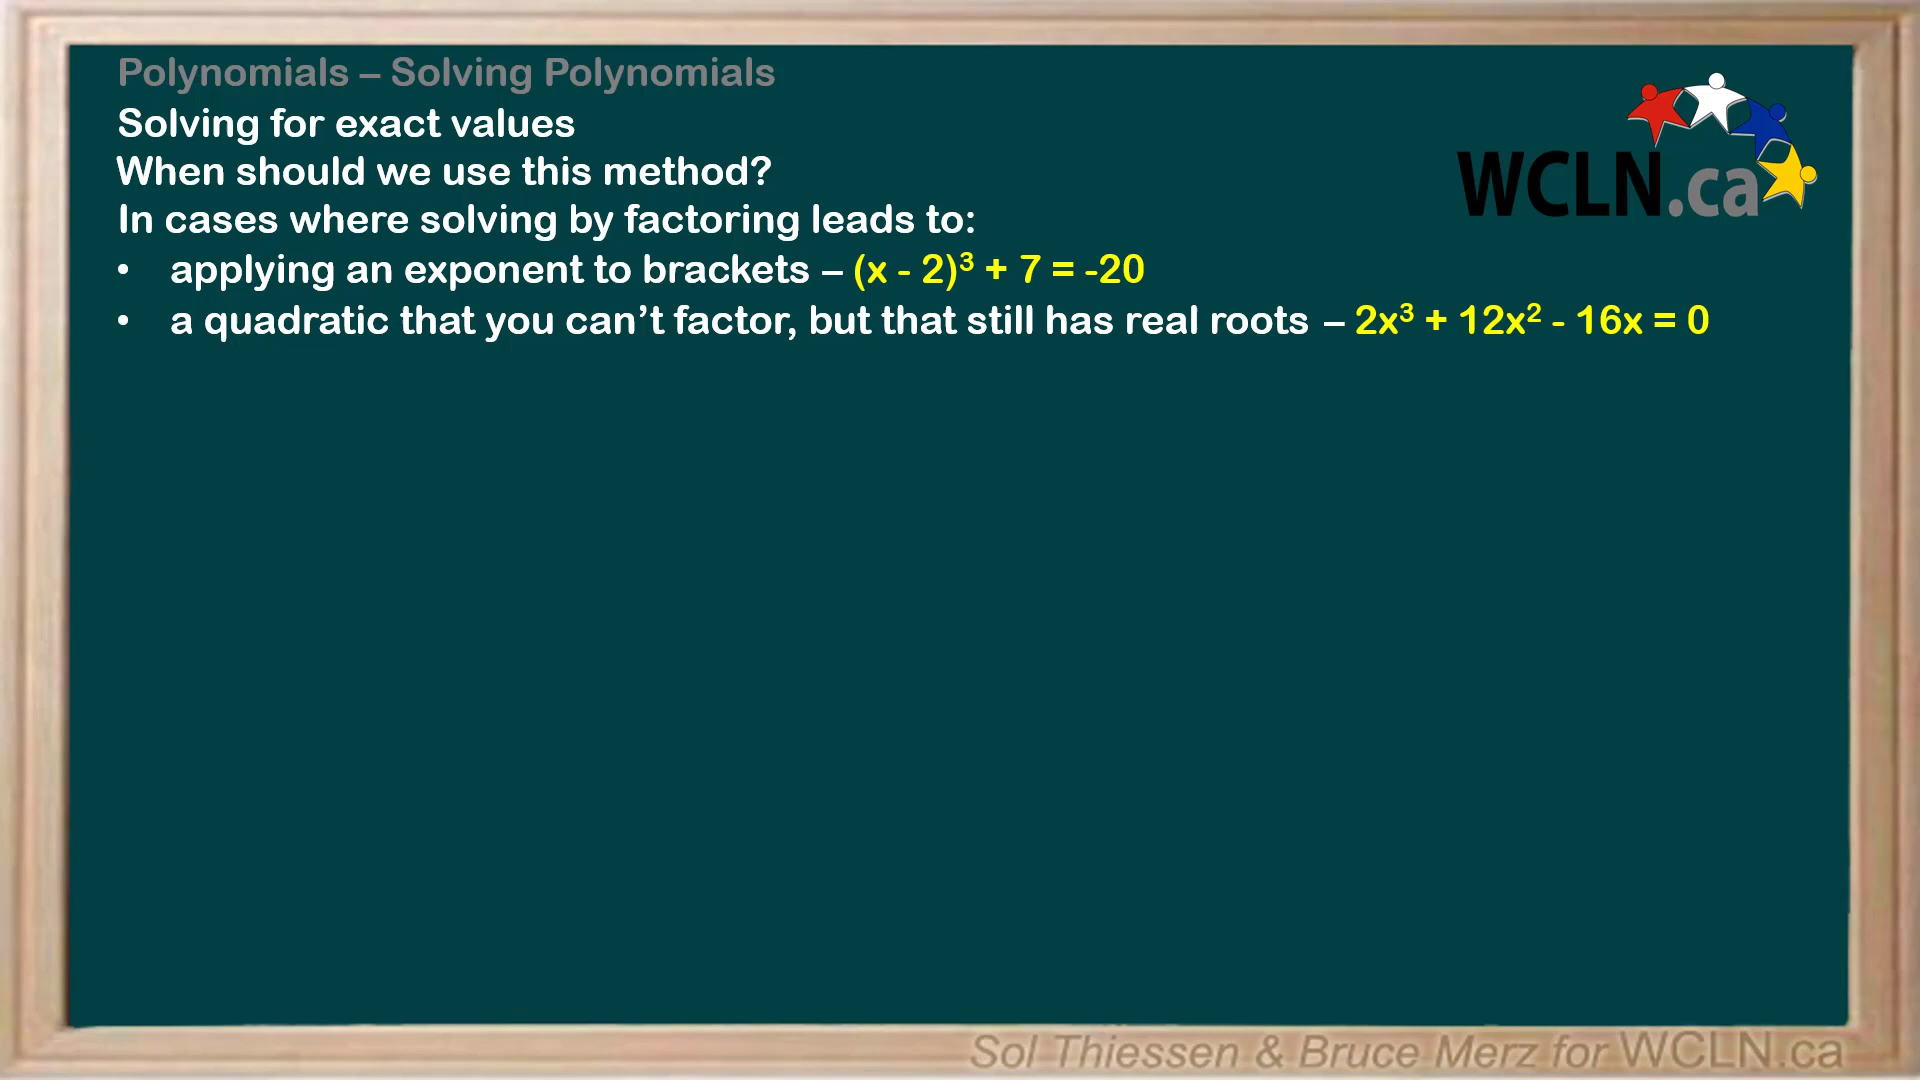 Polynomials – Solving Polynomials
Solving for exact values
When should we use this method?
In cases where solving by factoring leads to:
• applying an exponent to brackets – (x - 2)³ + 7 = -20
• a quadratic that you can’t factor, but that still has real roots – 2x³ + 12x² - 16x = 0
WCLN.ca
Sol Thiessen & Bruce Merz for WCLN.ca